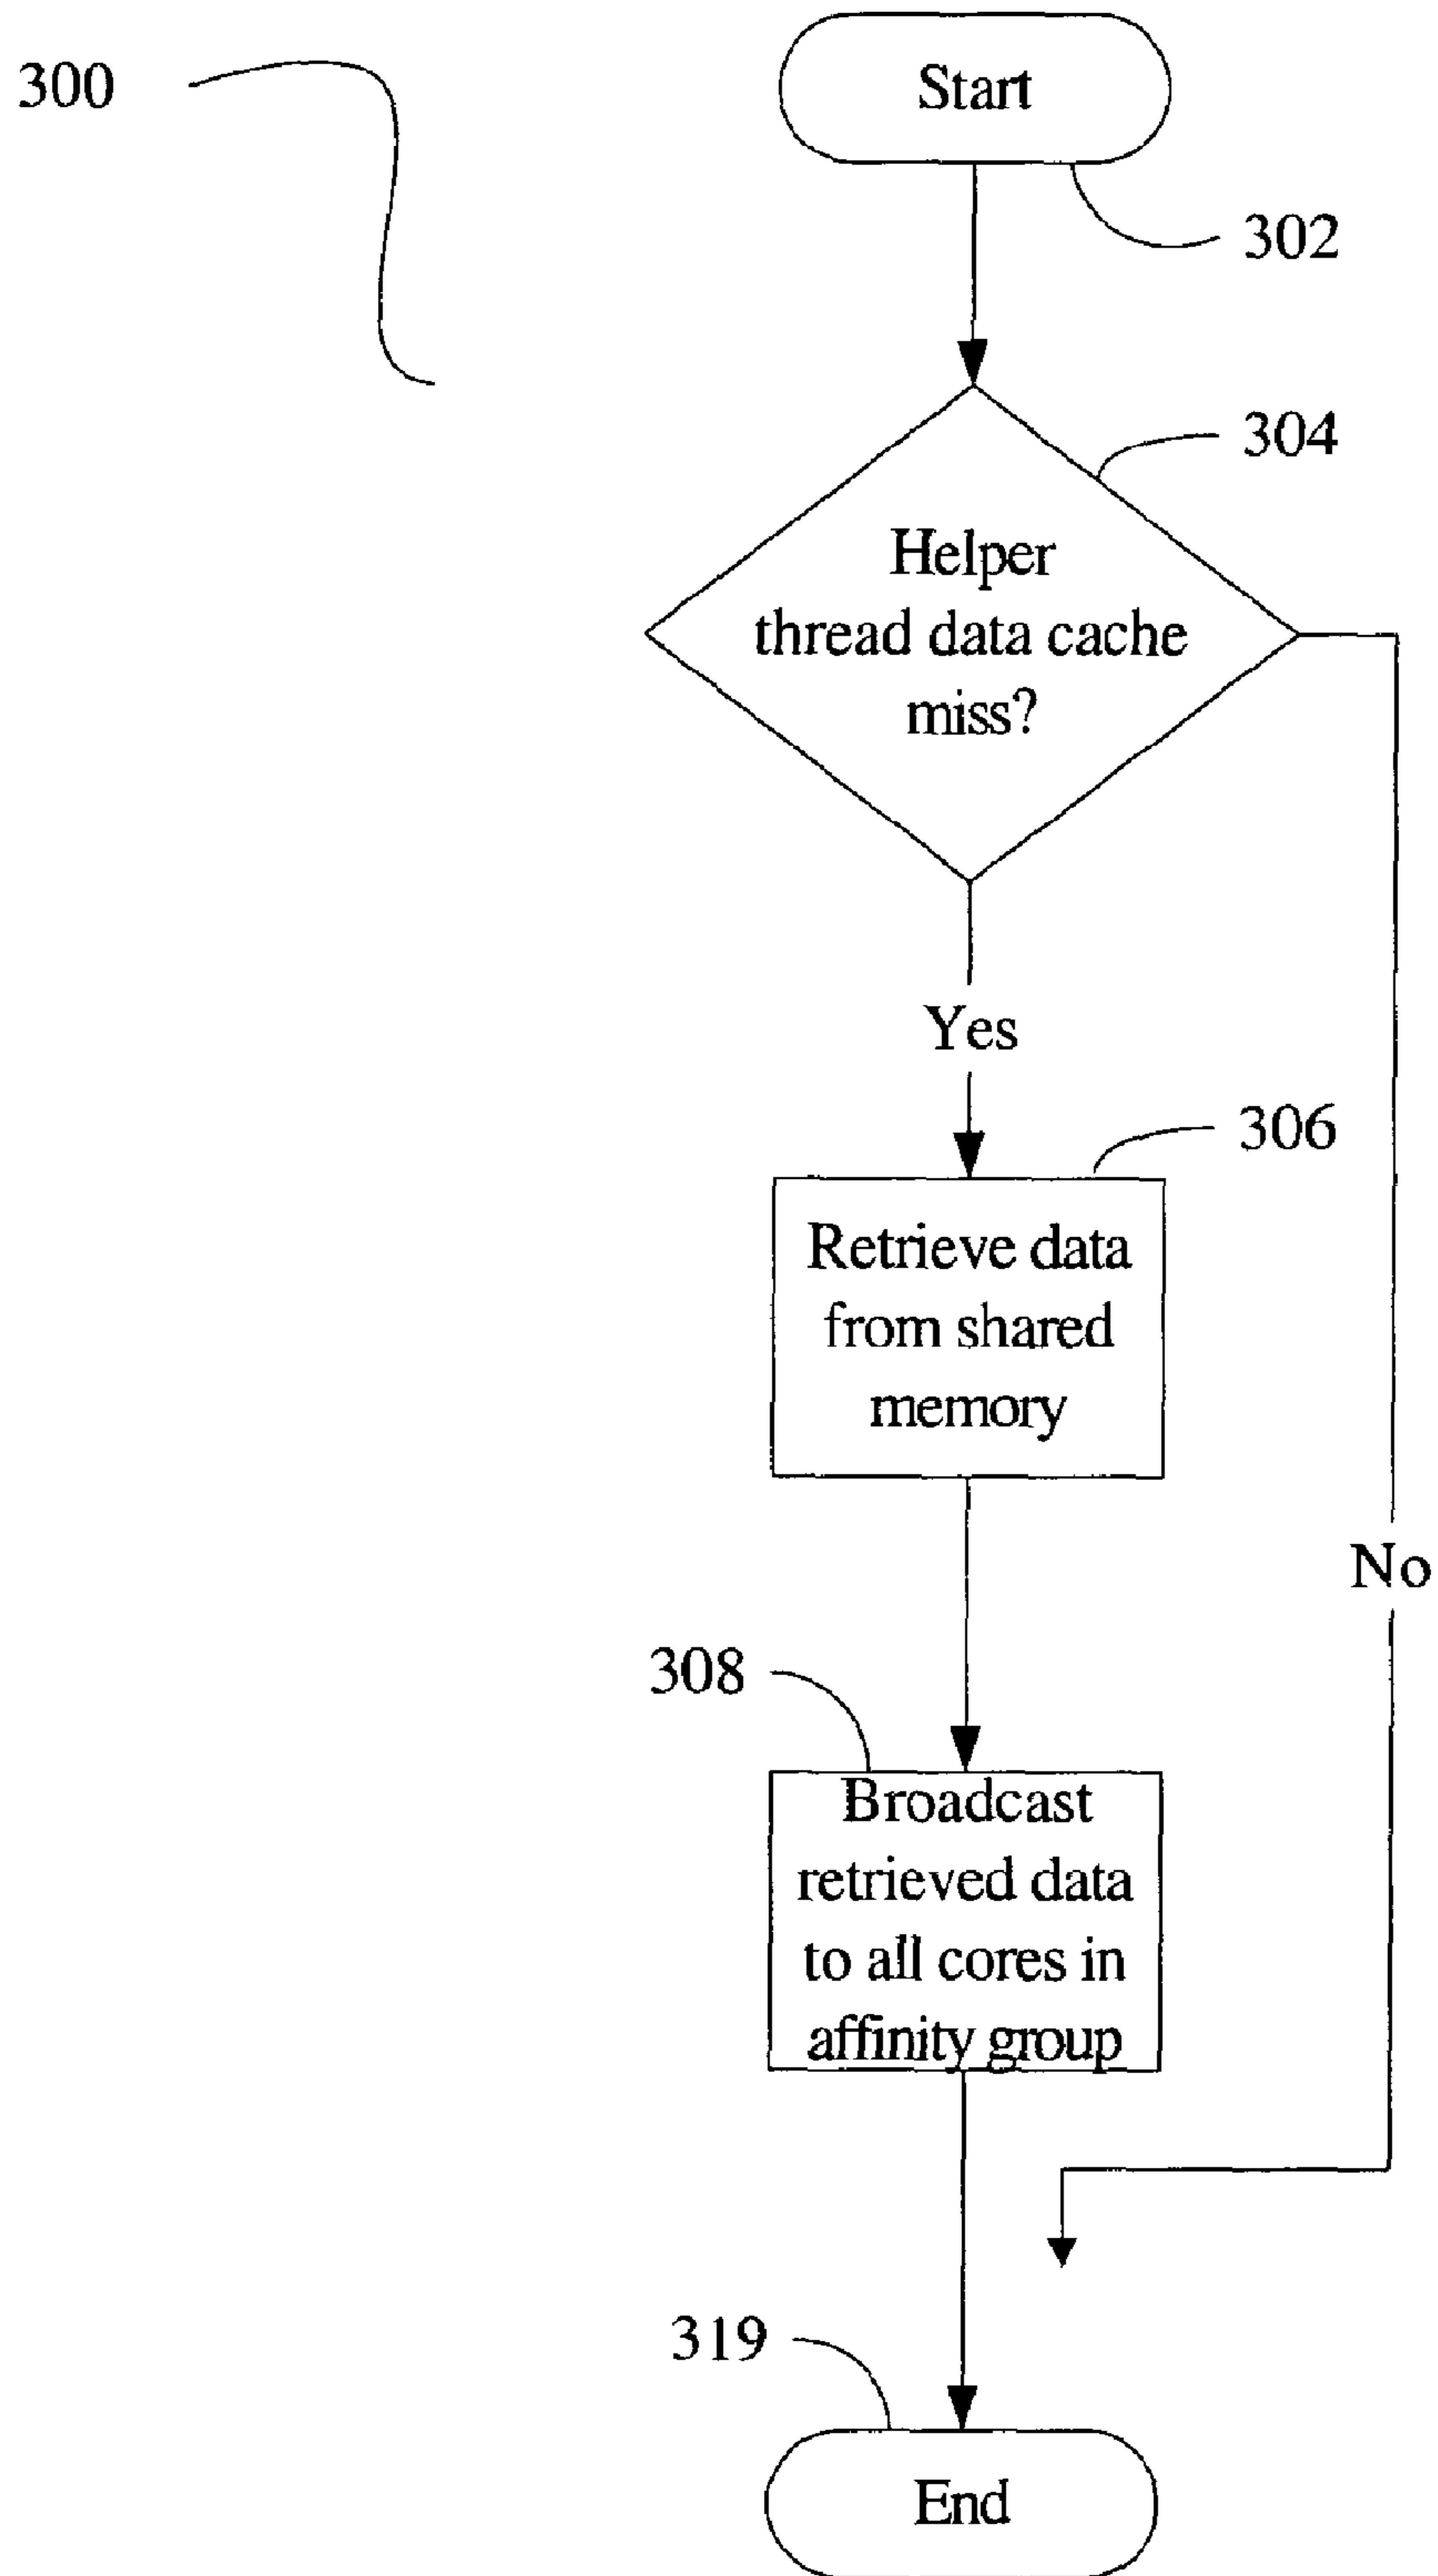 300
Start
302
304
Helper
thread data cache
miss?
Yes
306
Retrieve data
from shared
memory
No
308
Broadcast
retrieved data
to all cores in
affinity group
319
End